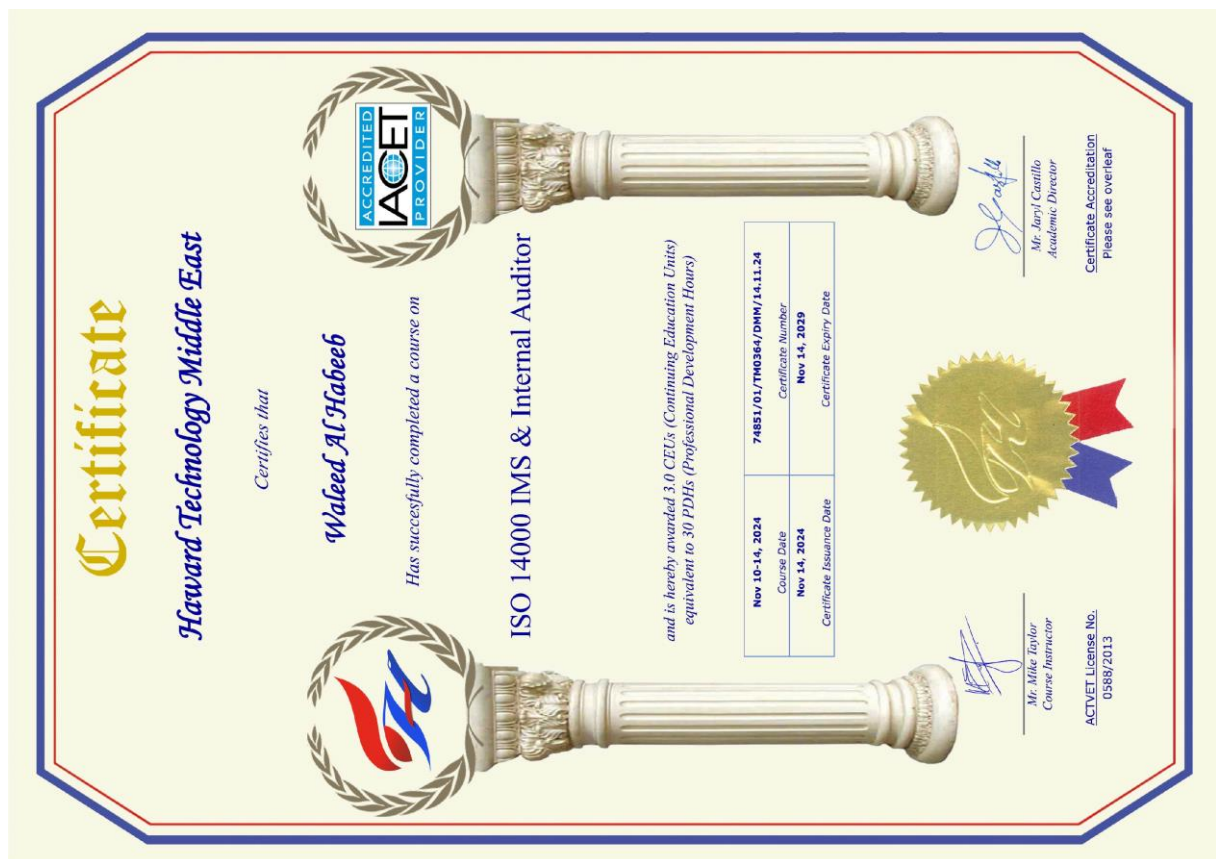 Certificate
Haward Technology Middle East
Certifies that
Waleed Al Habeeb
ACCREDITED
IACET
PROVIDER
Has succesfully completed a course on
ISO 14000 IMS & Internal Auditor
and is hereby awarded 3.0 CEUs (Continuing Education Units)
equivalent to 30 PDHs (Professional Development Hours)
Nov 10-14, 2024
Course Date
74851/01/TM0364/DMM/14.11.24
Certificate Number
Nov 14, 2024
Certificate Issuance Date
Nov 14, 2029
Certificate Expiry Date
Mr. Mike Taylor
Course Instructor
Mr. Jaryl Castillo
Academic Director
ACTVET License No.
0588/2013
Certificate Accreditation
Please see overleaf